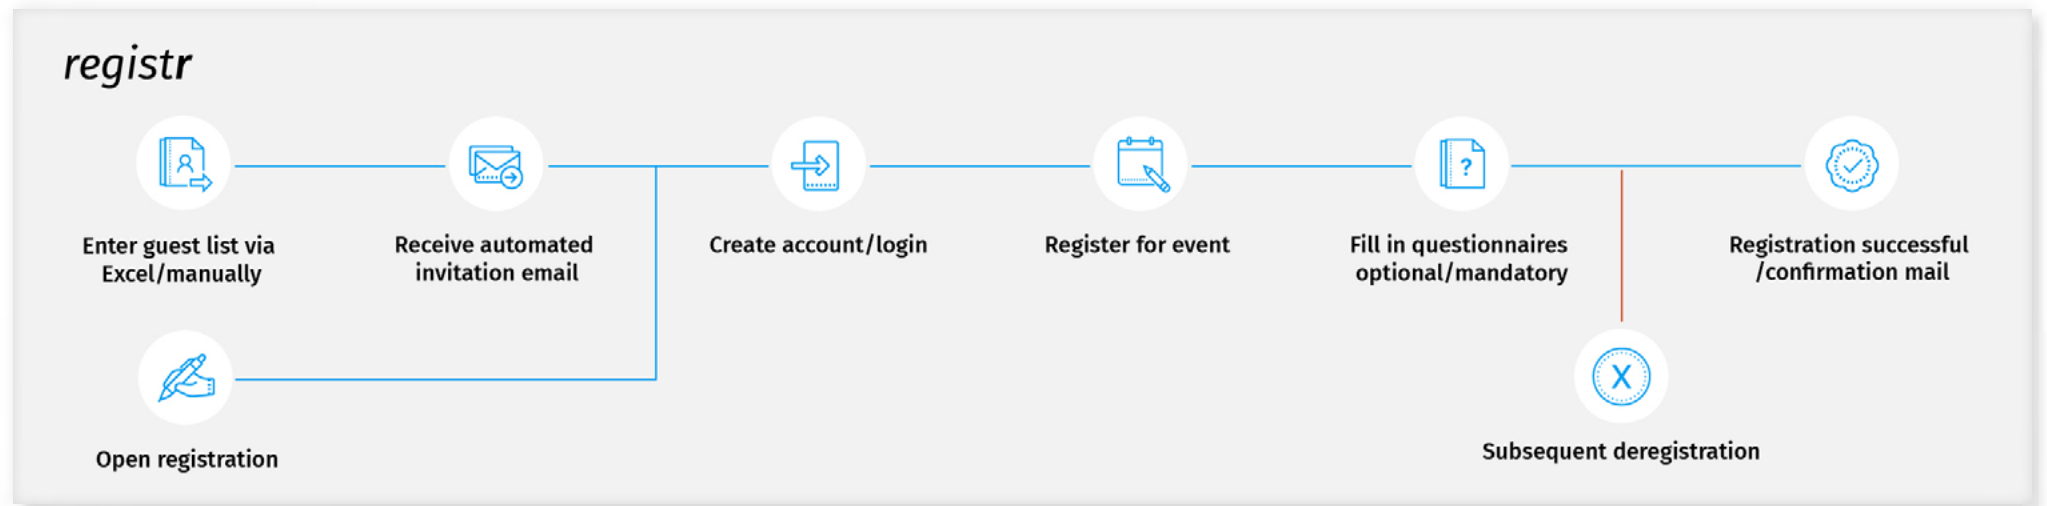 registr
Enter guest list via
Excel/manually
Receive automated
invitation email
Create account/login
Register for event
?
Fill in questionnaires
optional/mandatory
Registration successful
/confirmation mail
Open registration
X
Subsequent deregistration